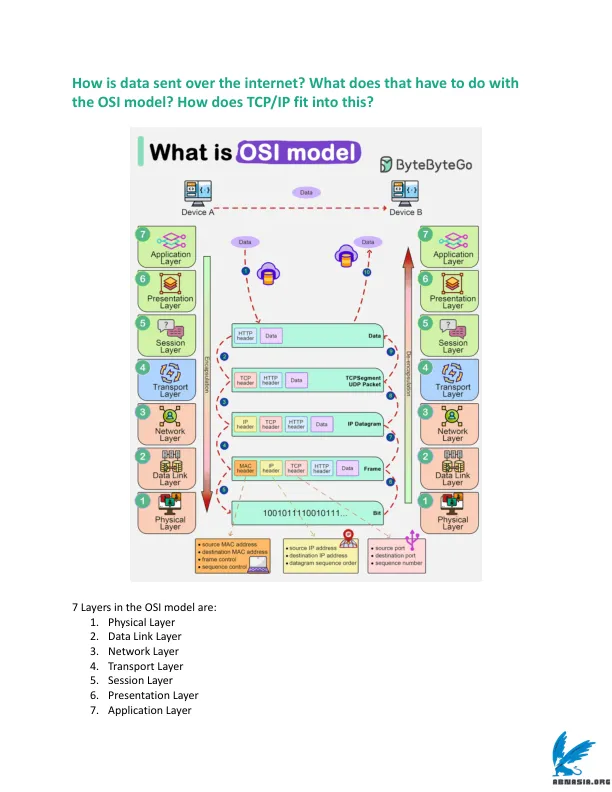 How is data sent over the internet? What does that have to do with
the OSI model? How does TCP/IP fit into this?
What is OSI model
ByteByteGo
Data
Device A
Device B
7
Application
Layer
6
Presentation
Layer
5
Session
Layer
4
Transport
Layer
3
Network
Layer
2
Data Link
Layer
1
Physical
Layer
Encapsulation
Data
1
Data
10
HTTP
header
Data
Data
2
9
TCP
header
HTTP
header
Data
TCPSegment
UDP Packet
3
8
IP
header
TCP
header
HTTP
header
Data
IP Datagram
4
7
MAC
header
IP
header
TCP
header
HTTP
header
Data
Frame
5
6
1001011110010111...
Bit
De-encapsulation
7
Application
Layer
6
Presentation
Layer
5
?
Session
Layer
4
Transport
Layer
3
Network
Layer
2
Data Link
Layer
1
Physical
Layer
• source MAC address
• destination MAC address
• frame control
• sequence control
• source IP address
• destination IP address
• datagram sequence order
• source port
• destination port
• sequence number
7 Layers in the OSI model are:
1. Physical Layer
2. Data Link Layer
3. Network Layer
4. Transport Layer
5. Session Layer
6. Presentation Layer
7. Application Layer
ABNASIA.ORG